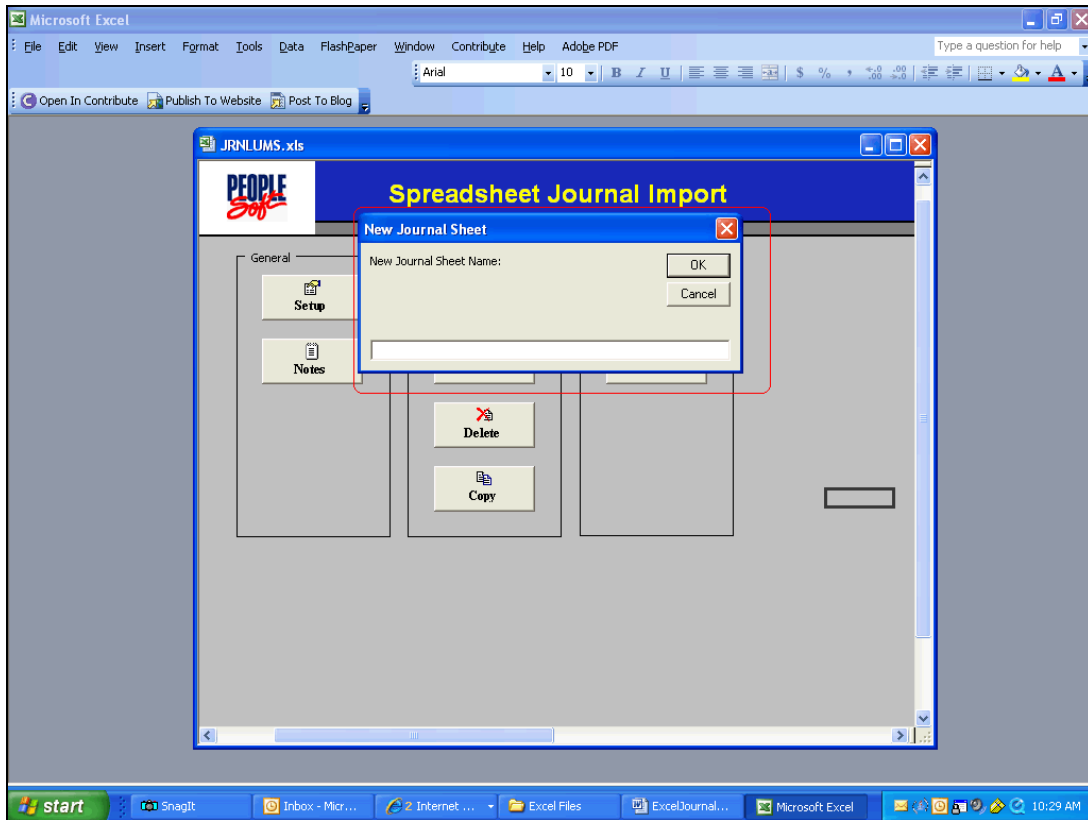 Microsoft Excel
File Edit View Insert Format Tools Data FlashPaper Window Contribute Help Adobe PDF
Type a question for help
Arial 10 B I U $ % , .00 .00
Open In Contribute Publish To Website Post To Blog
JRNLUMS.xls
PEOPLE
Soft
Spreadsheet Journal Import
New Journal Sheet
General
New Journal Sheet Name:
OK
Cancel
Setup
Notes
Delete
Copy
start
SnagIt
Inbox - Micr...
2 Internet ...
Excel Files
ExcelJournal...
Microsoft Excel
10:29 AM